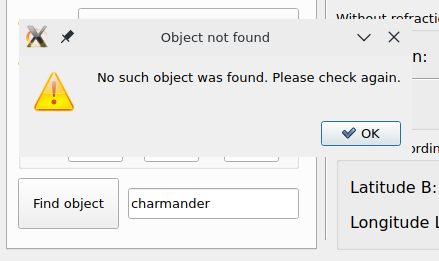 Without refracti
Object not found
n:
No such object was found. Please check again.
OK
ordin
Find object
charmander
Latitude B:
Longitude L